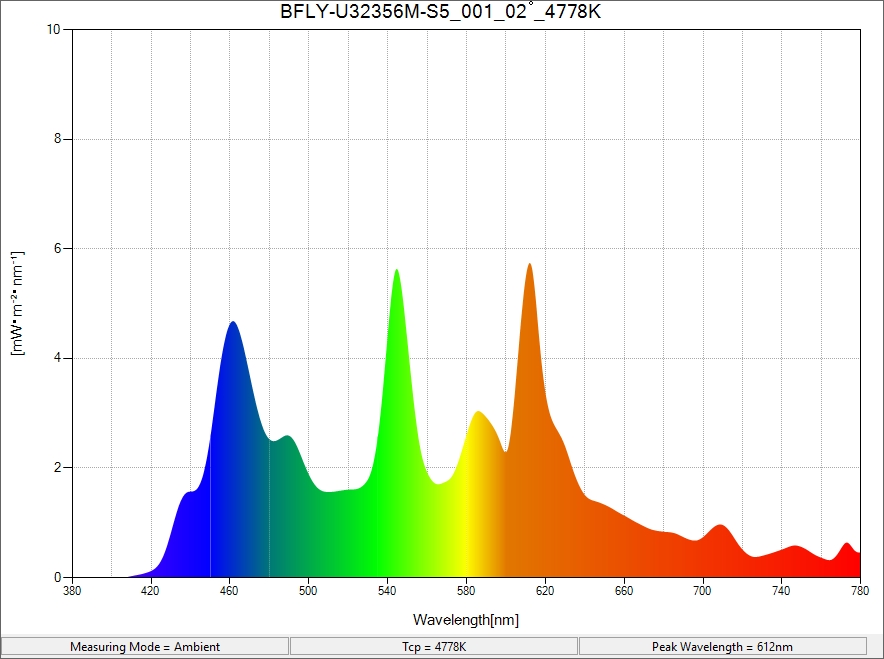 BFLY-U32356M-S5_001_02°_4778K
10
8
6
4
2
0
[mW･m⁻²･nm⁻¹]
380 420 460 500 540 580 620 660 700 740 780
Wavelength[nm]
Measuring Mode = Ambient Tcp = 4778K Peak Wavelength = 612nm